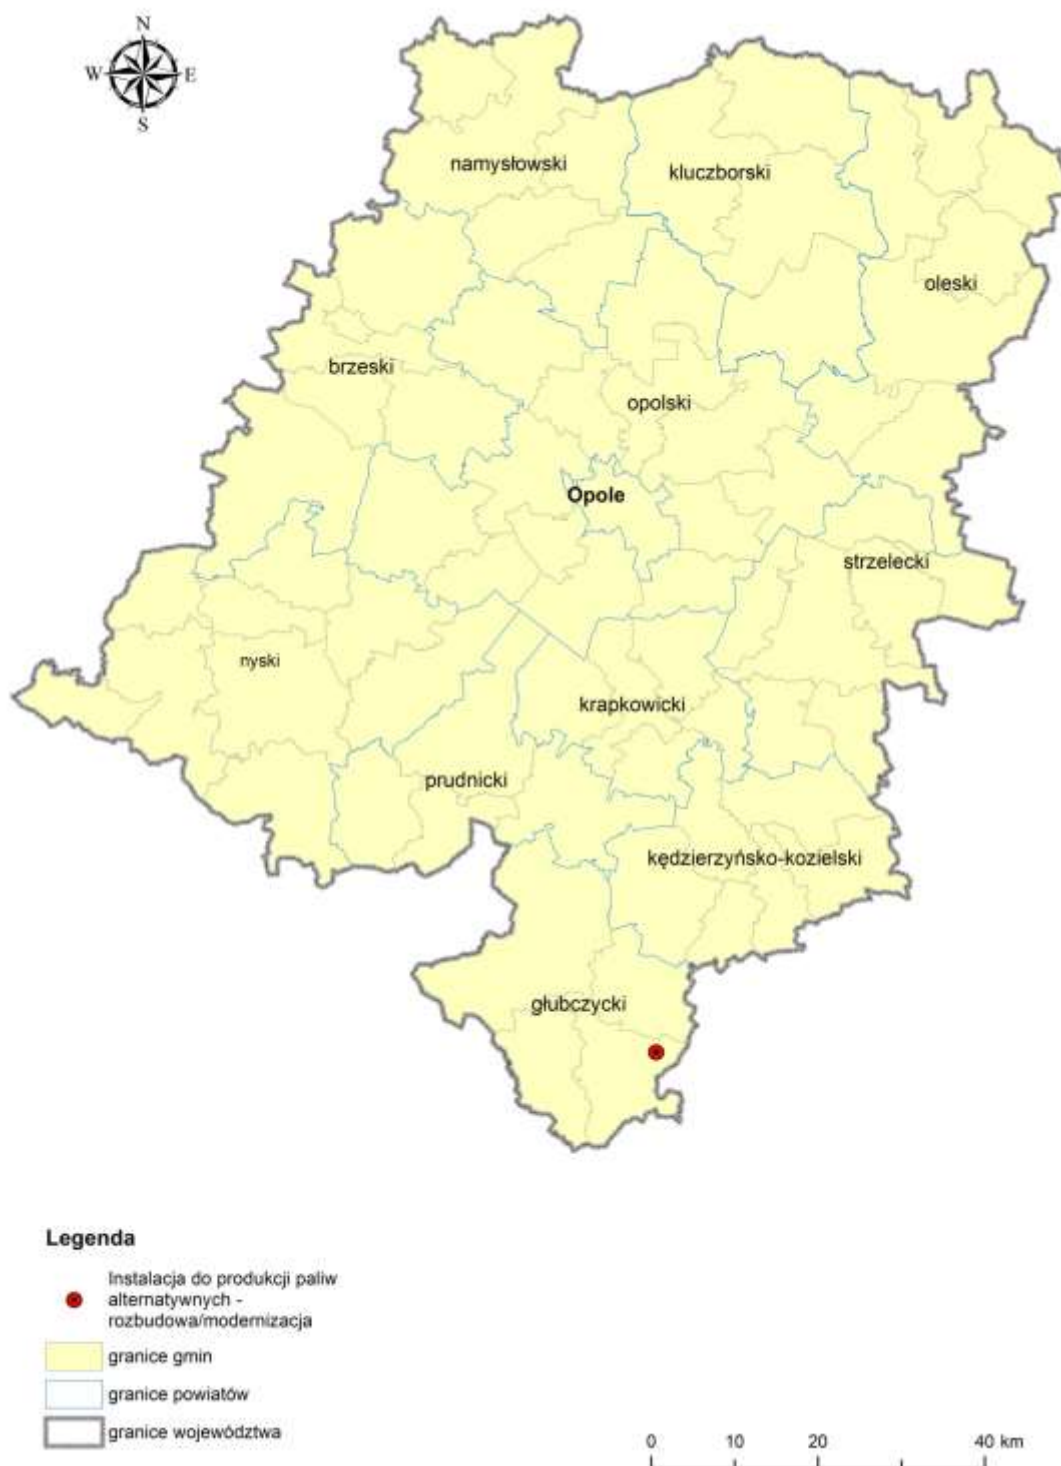 N
W E
S
namysłowski
kluczborski
oleski
brzeski
opolski
Opole
strzelecki
nyski
krapkowicki
prudnicki
kędzierzyńsko-kozielski
głubczycki
Legenda
Instalacja do produkcji paliw
alternatywnych -
rozbudowa/modernizacja
granice gmin
granice powiatów
granice województwa
0 10 20 40 km